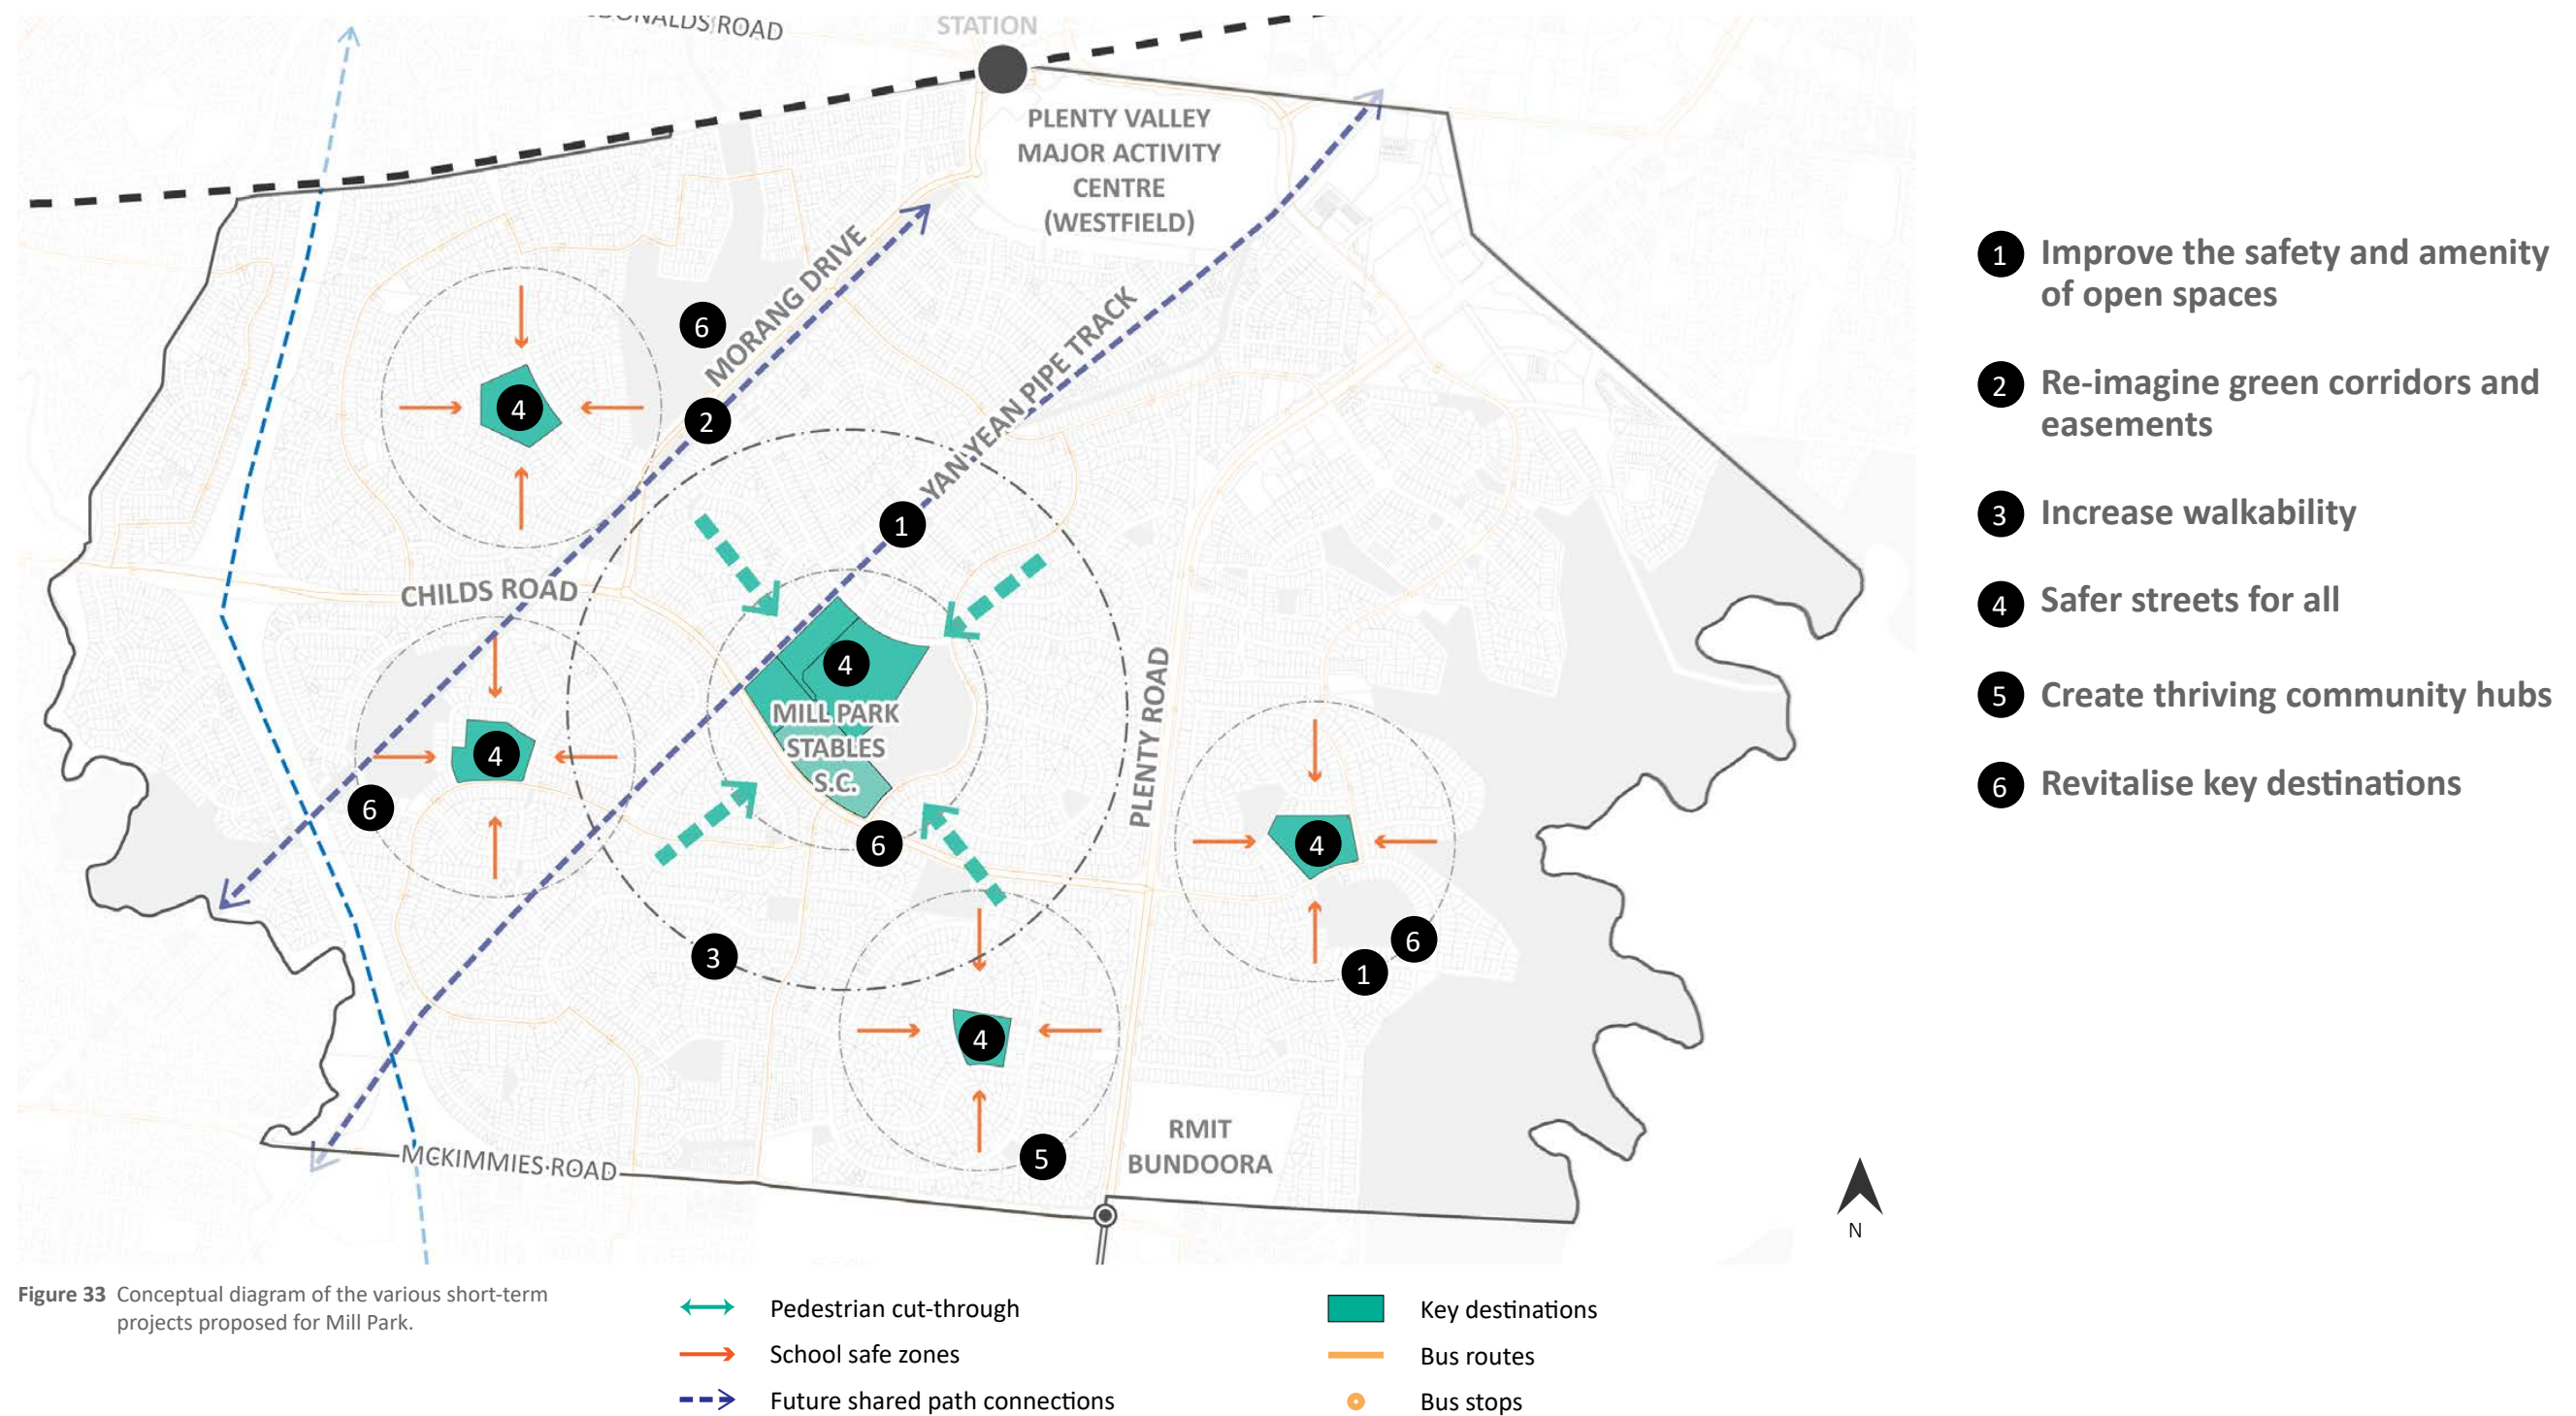 STATION
DONALDS ROAD
PLENTY VALLEY
MAJOR ACTIVITY
CENTRE
(WESTFIELD)
MORANG DRIVE
YAN YEAN PIPE TRACK
6
4
2
1
CHILDS ROAD
4
MILL PARK
STABLES
S.C.
PLENTY ROAD
4
6
6
4
3
6
1
4
5
RMIT
BUNDOORA
MCKIMMIES ROAD
N
1 Improve the safety and amenity
of open spaces
2 Re-imagine green corridors and
easements
3 Increase walkability
4 Safer streets for all
5 Create thriving community hubs
6 Revitalise key destinations
Figure 33 Conceptual diagram of the various short-term
projects proposed for Mill Park.
Pedestrian cut-through
School safe zones
Future shared path connections
Key destinations
Bus routes
Bus stops